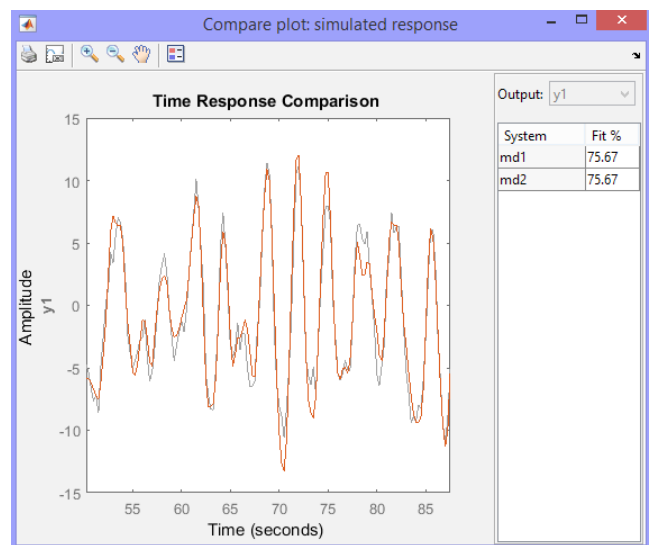 Compare plot: simulated response
Time Response Comparison
Output: y1
System Fit %
md1 75.67
md2 75.67
Amplitude
y1
15
10
5
0
-5
-10
-15
55 60 65 70 75 80 85
Time (seconds)